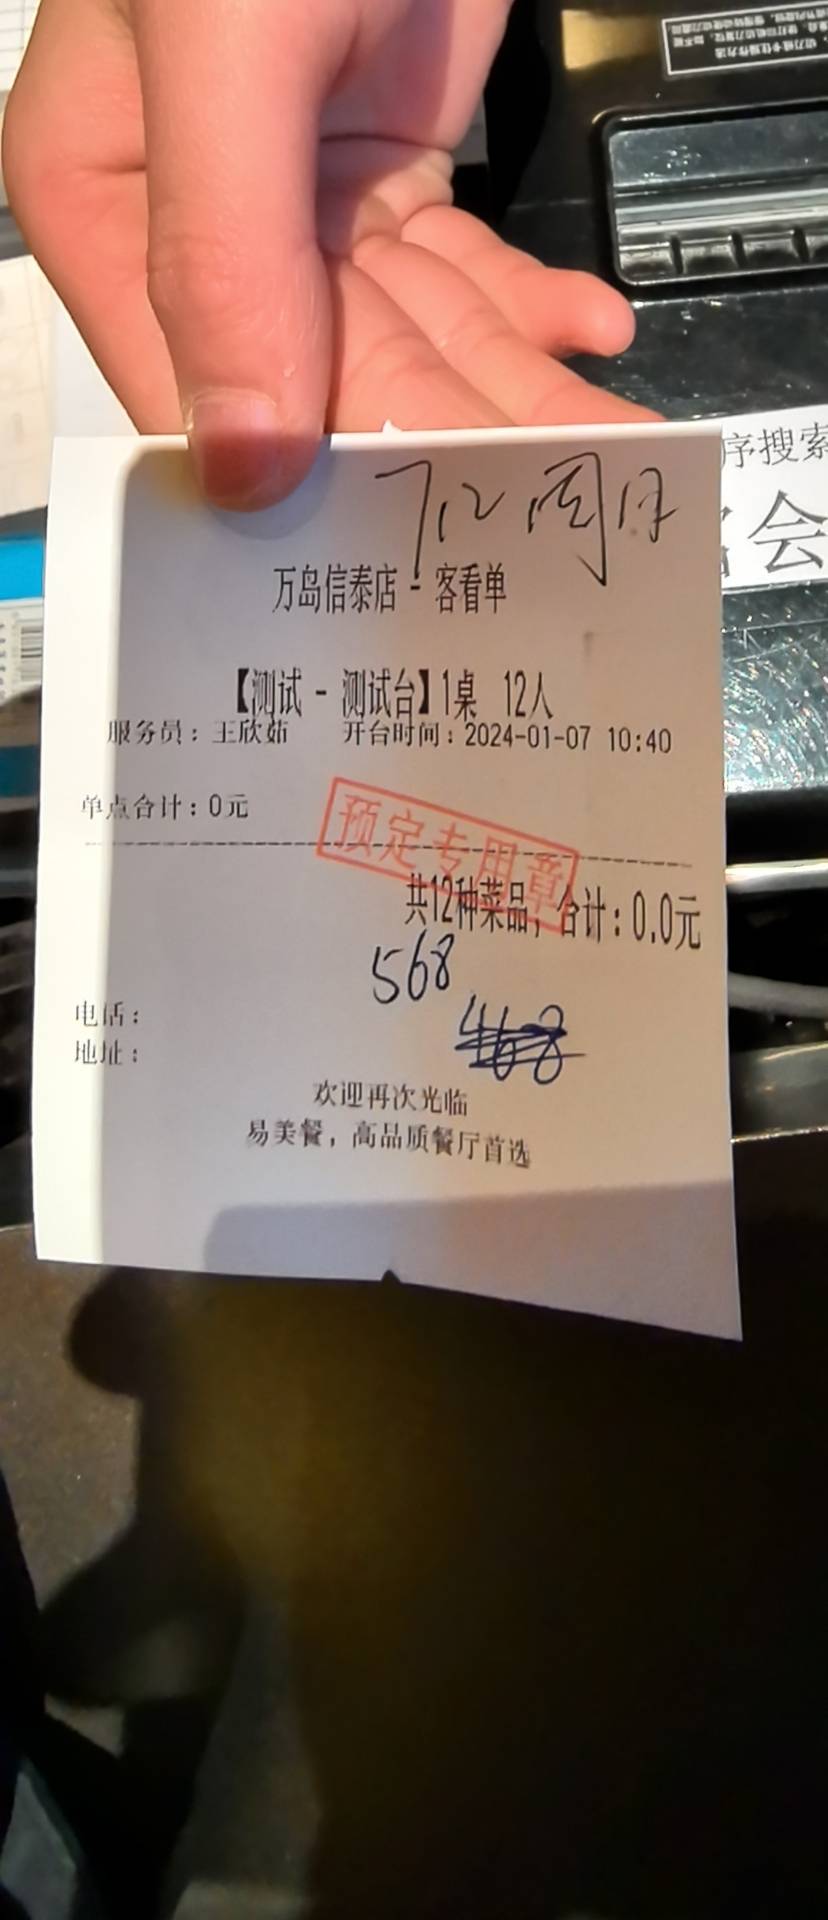 序搜索
会
712 周日
万岛信泰店 - 客看单
【测试 - 测试台】1桌 12人
服务员：王欣茹 开台时间：2024-01-07 10:40
单点合计：0元
预定专用章
共12种菜品，合计：0.0元
568
468
电话：
地址：
欢迎再次光临
易美餐，高品质餐厅首选